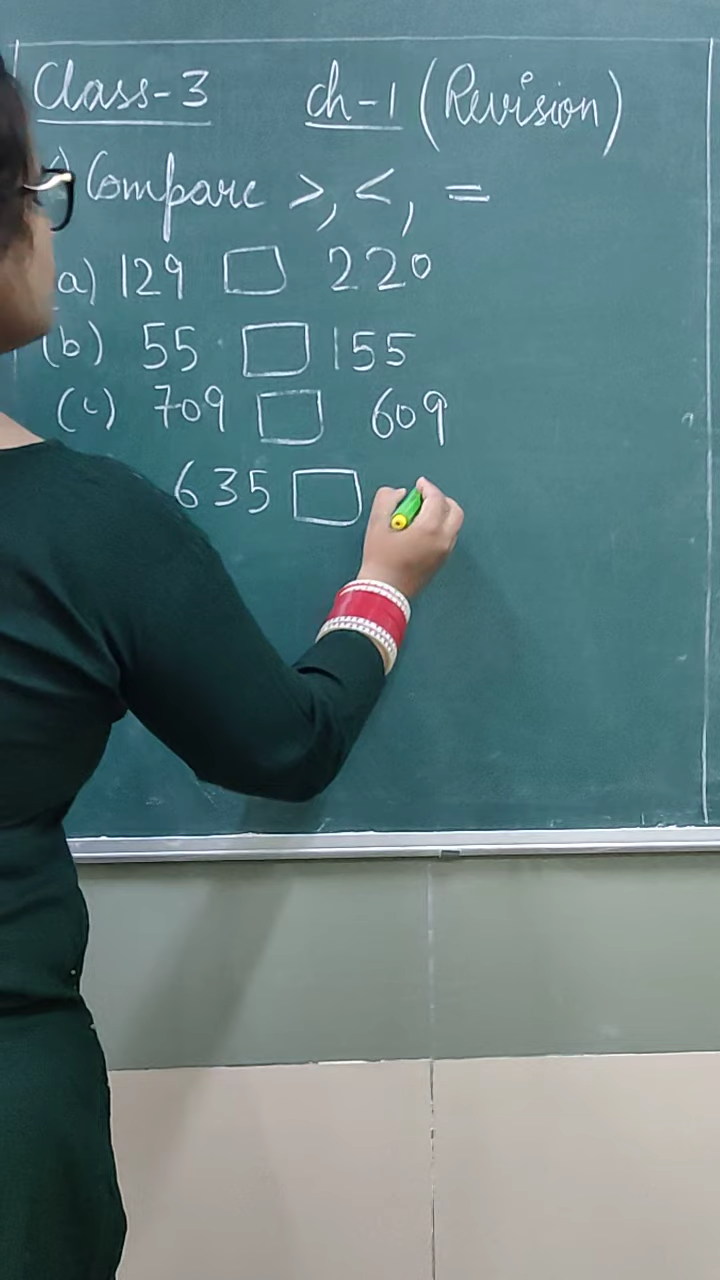 Class-3 ch-1 (Revision)
) Compare >, <, =
a) 129 □ 220
(b) 55 □ 155
(c) 709 □ 609
635 □